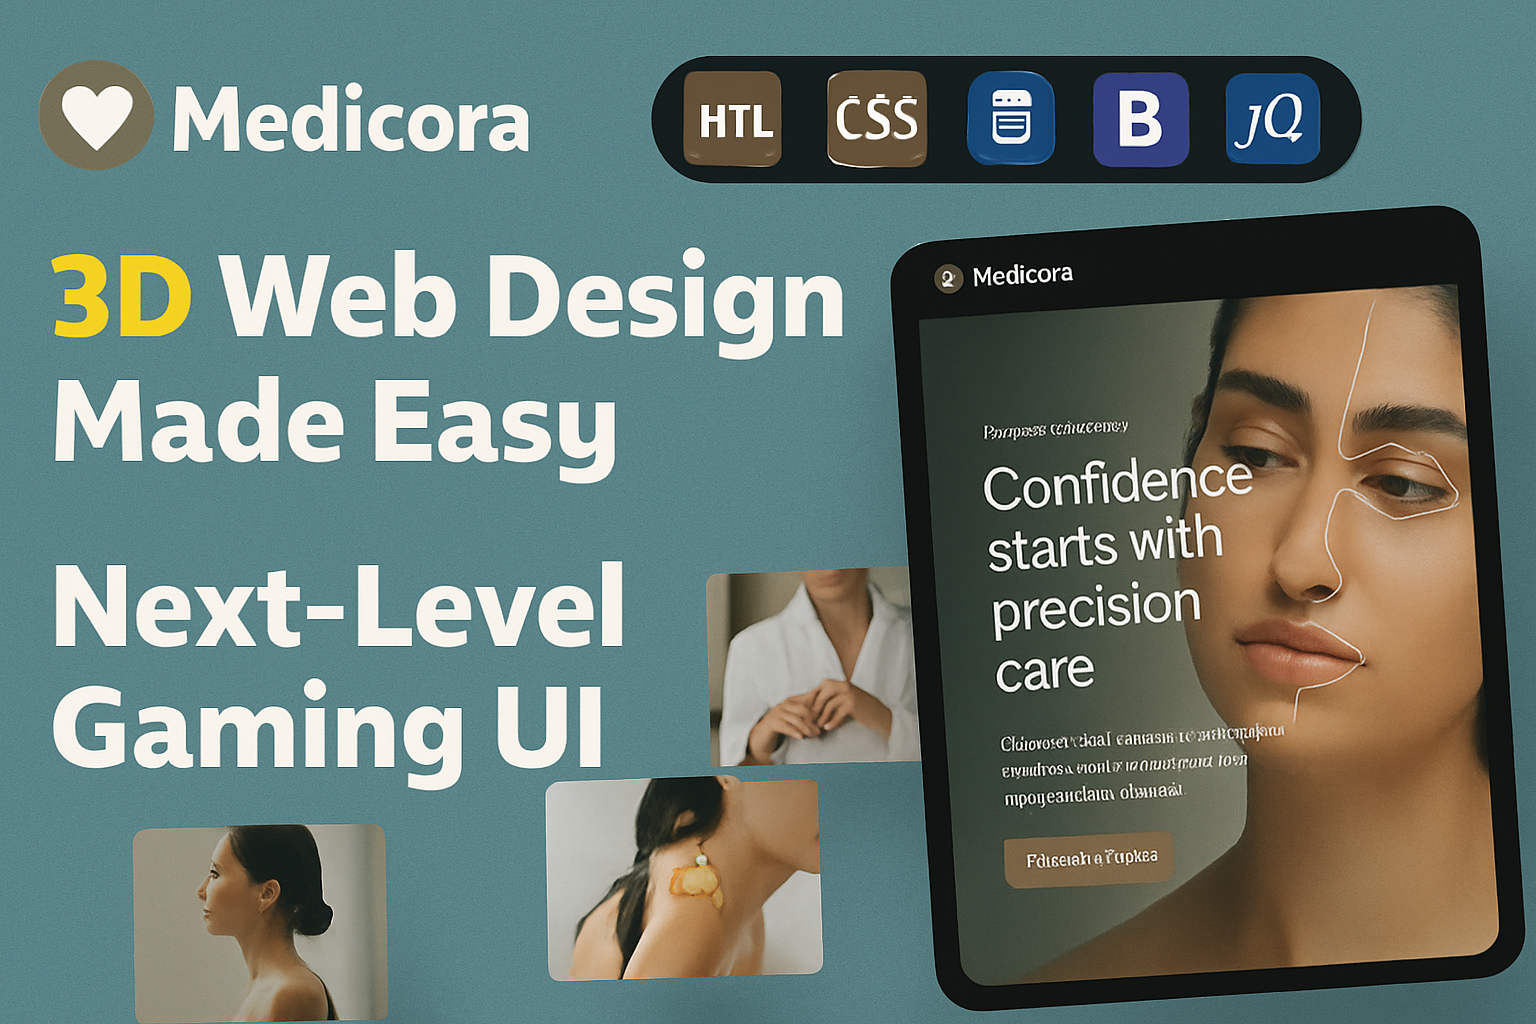 Medicora
HTL
CSS
B
jQ
3D Web Design
Made Easy
Next-Level
Gaming UI
Medicora
Confidence
starts with
precision
care